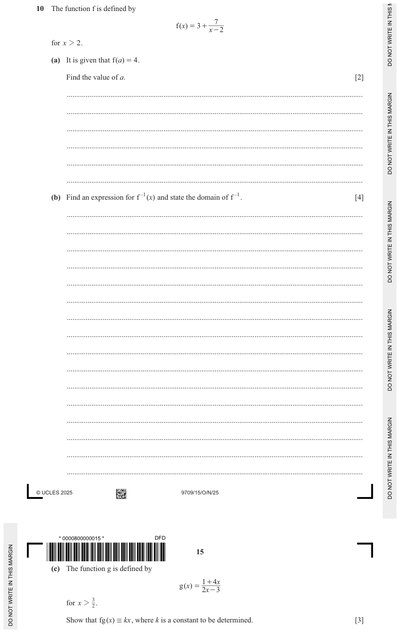 10 The function f is defined by
f(x) = 3 + 7/(x − 2)
for x > 2.
(a) It is given that f(a) = 4.
Find the value of a. [2]
(b) Find an expression for f⁻¹(x) and state the domain of f⁻¹. [4]
© UCLES 2025 9709/15/O/N/25
DO NOT WRITE IN THIS MARGIN
DO NOT WRITE IN THIS MARGIN
DO NOT WRITE IN THIS MARGIN
DO NOT WRITE IN THIS MARGIN
DO NOT WRITE IN THIS MARGIN
* 0000800000015 * DFD
15
(c) The function g is defined by
g(x) = (1 + 4x)/(2x − 3)
for x > 3/2.
Show that fg(x) ≡ kx, where k is a constant to be determined. [3]
DO NOT WRITE IN THIS MARGIN